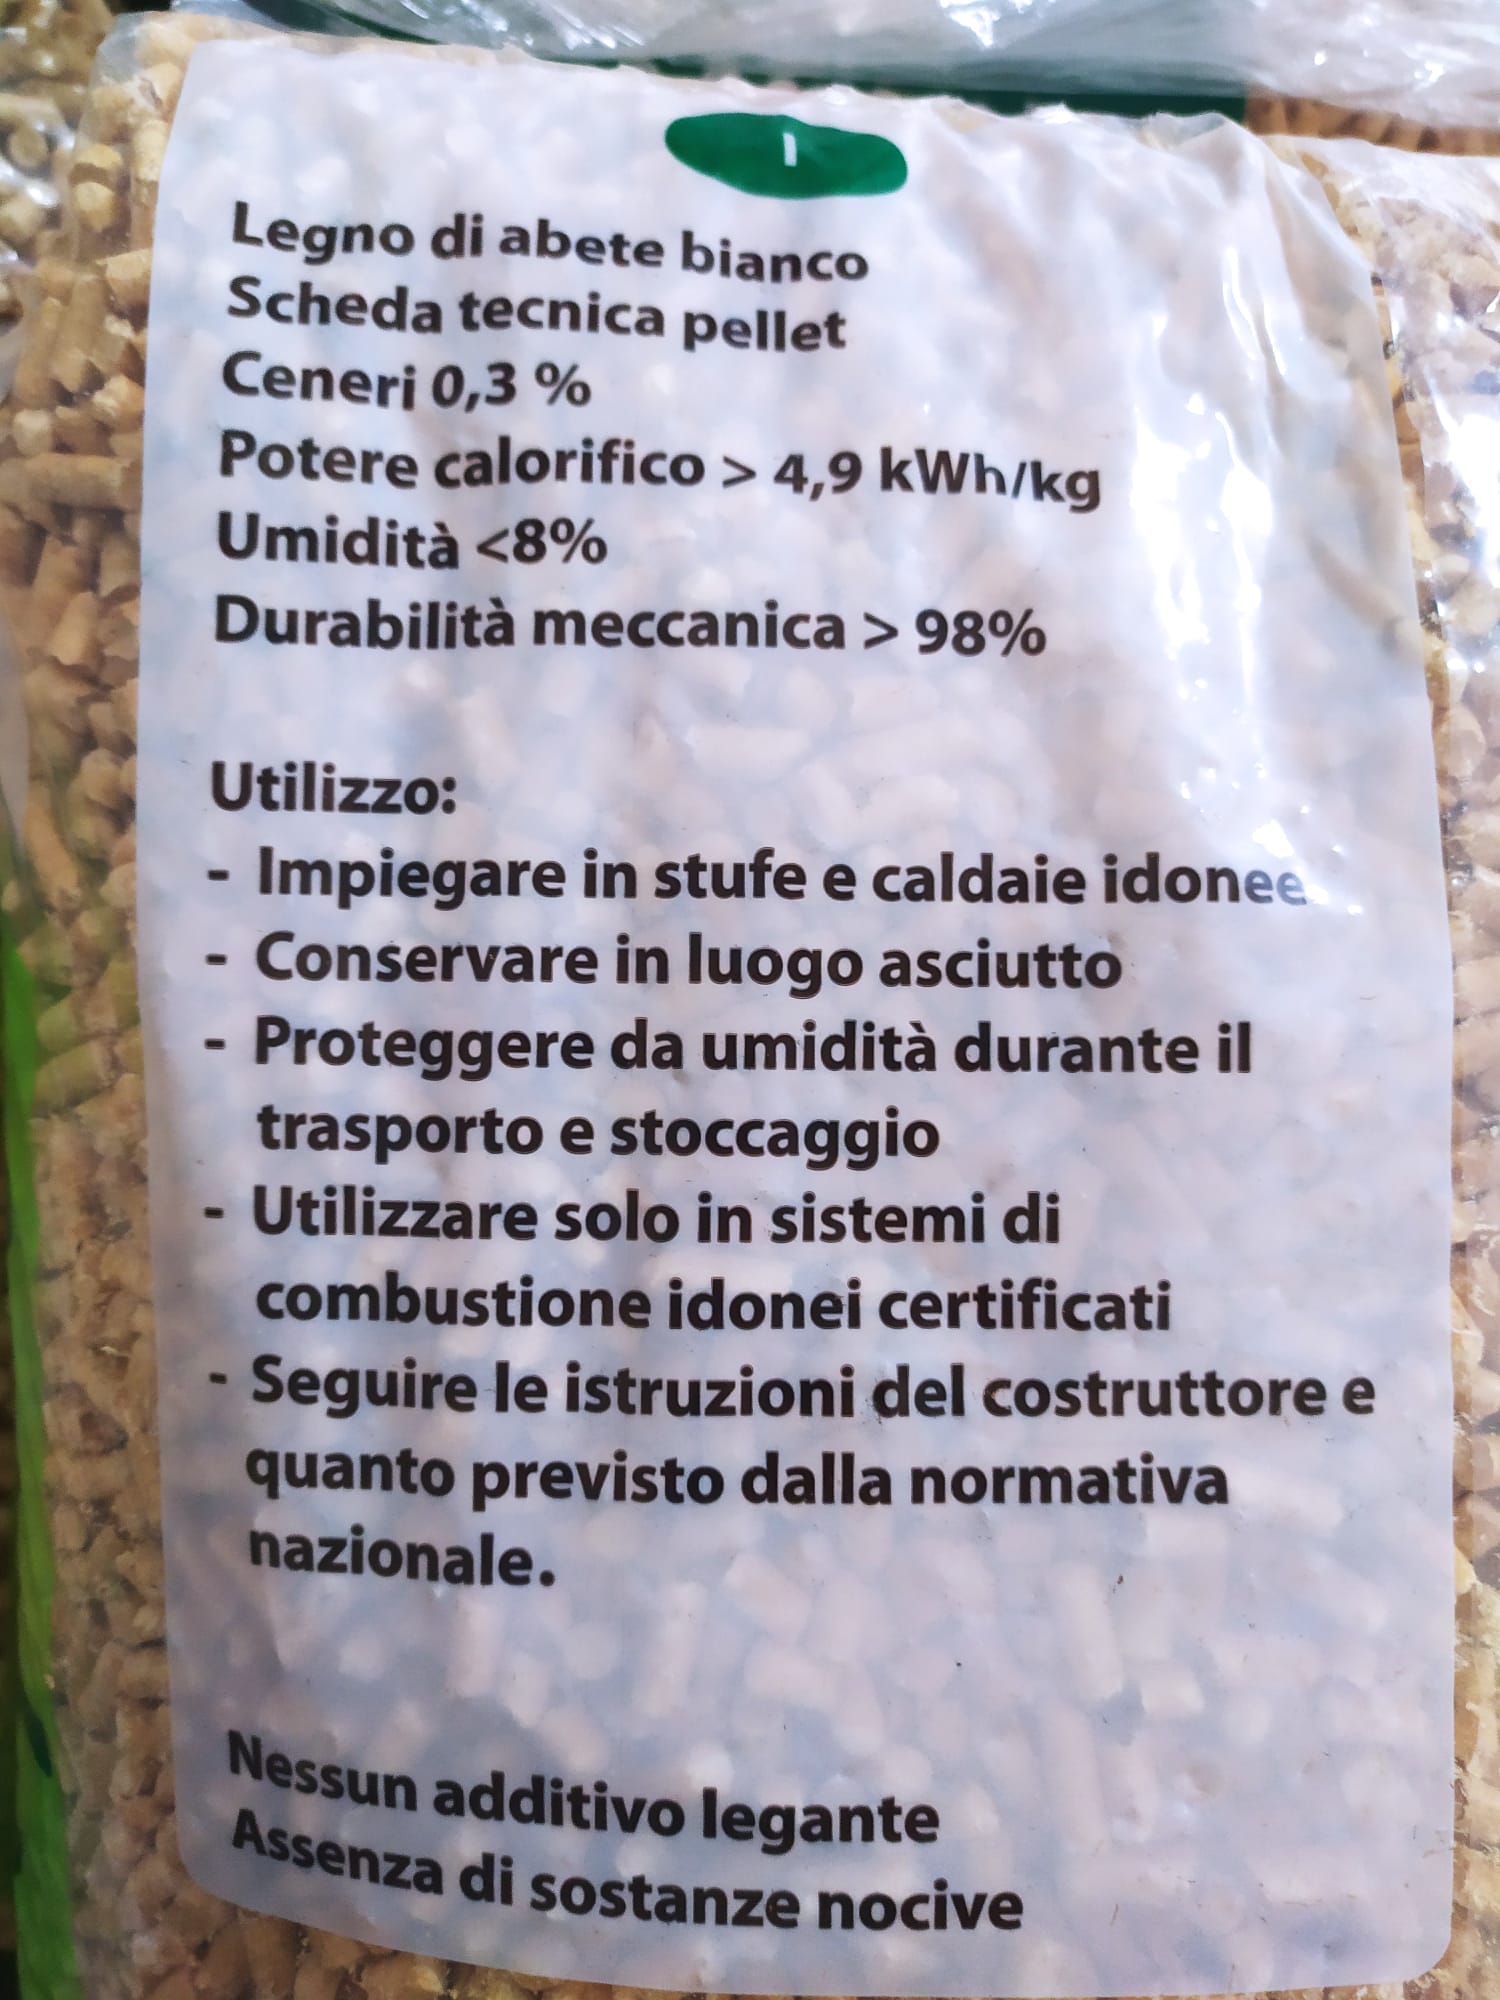 I
Legno di abete bianco
Scheda tecnica pellet
Ceneri 0,3 %
Potere calorifico > 4,9 kWh/kg
Umidità <8%
Durabilità meccanica > 98%
Utilizzo:
- Impiegare in stufe e caldaie idonee
- Conservare in luogo asciutto
- Proteggere da umidità durante il
trasporto e stoccaggio
- Utilizzare solo in sistemi di
combustione idonei certificati
- Seguire le istruzioni del costruttore e
quanto previsto dalla normativa
nazionale.
Nessun additivo legante
Assenza di sostanze nocive